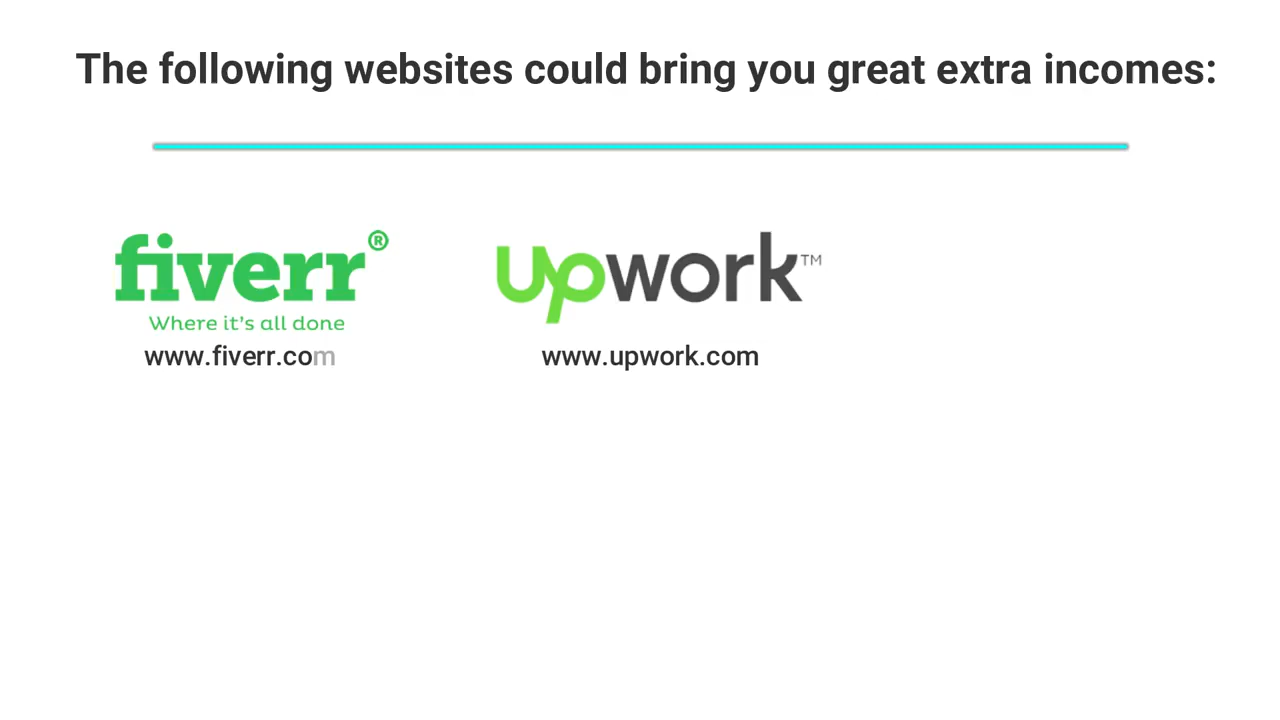 The following websites could bring you great extra incomes:
fiverr®
Where it's all done
www.fiverr.com
upwork™
www.upwork.com